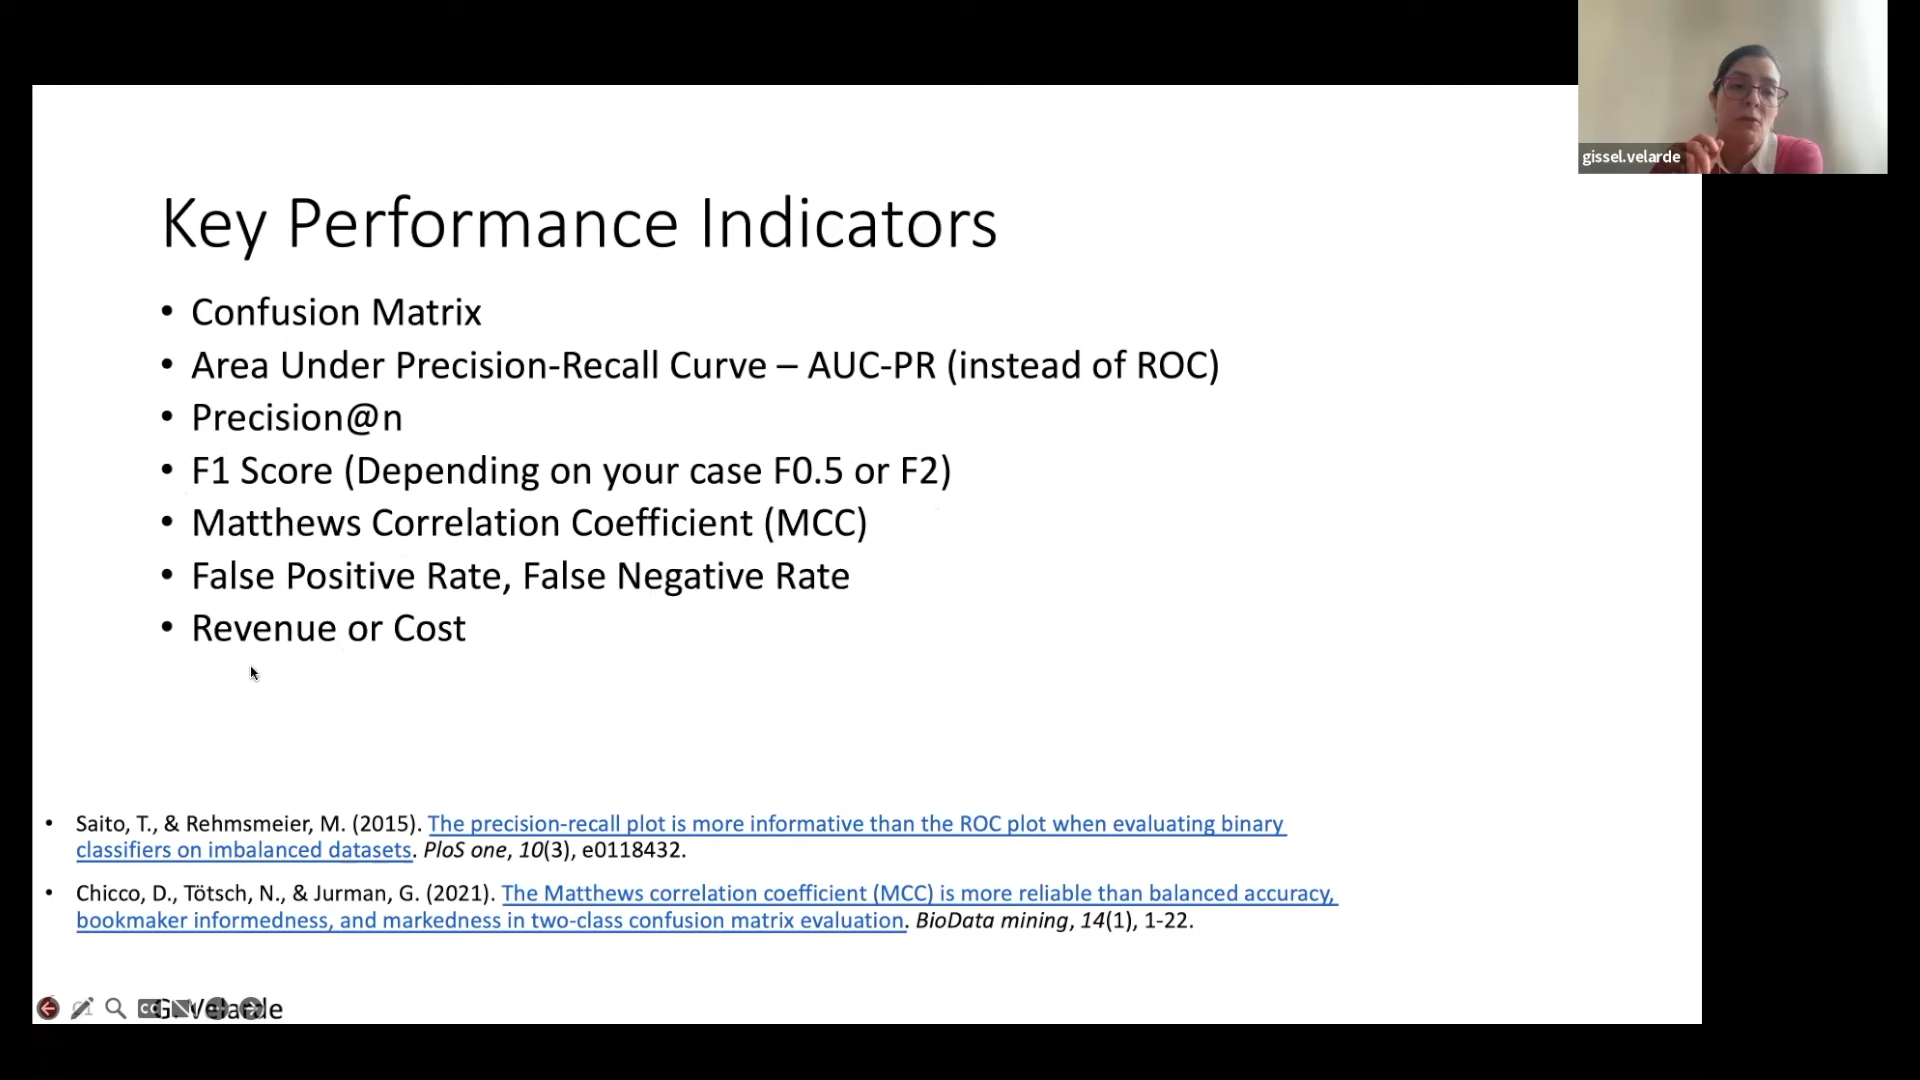 gissel.velarde
Key Performance Indicators
• Confusion Matrix
• Area Under Precision-Recall Curve – AUC-PR (instead of ROC)
• Precision@n
• F1 Score (Depending on your case F0.5 or F2)
• Matthews Correlation Coefficient (MCC)
• False Positive Rate, False Negative Rate
• Revenue or Cost
• Saito, T., & Rehmsmeier, M. (2015). The precision-recall plot is more informative than the ROC plot when evaluating binary
classifiers on imbalanced datasets. PloS one, 10(3), e0118432.
• Chicco, D., Tötsch, N., & Jurman, G. (2021). The Matthews correlation coefficient (MCC) is more reliable than balanced accuracy,
bookmaker informedness, and markedness in two-class confusion matrix evaluation. BioData mining, 14(1), 1-22.
CC G. Velarde